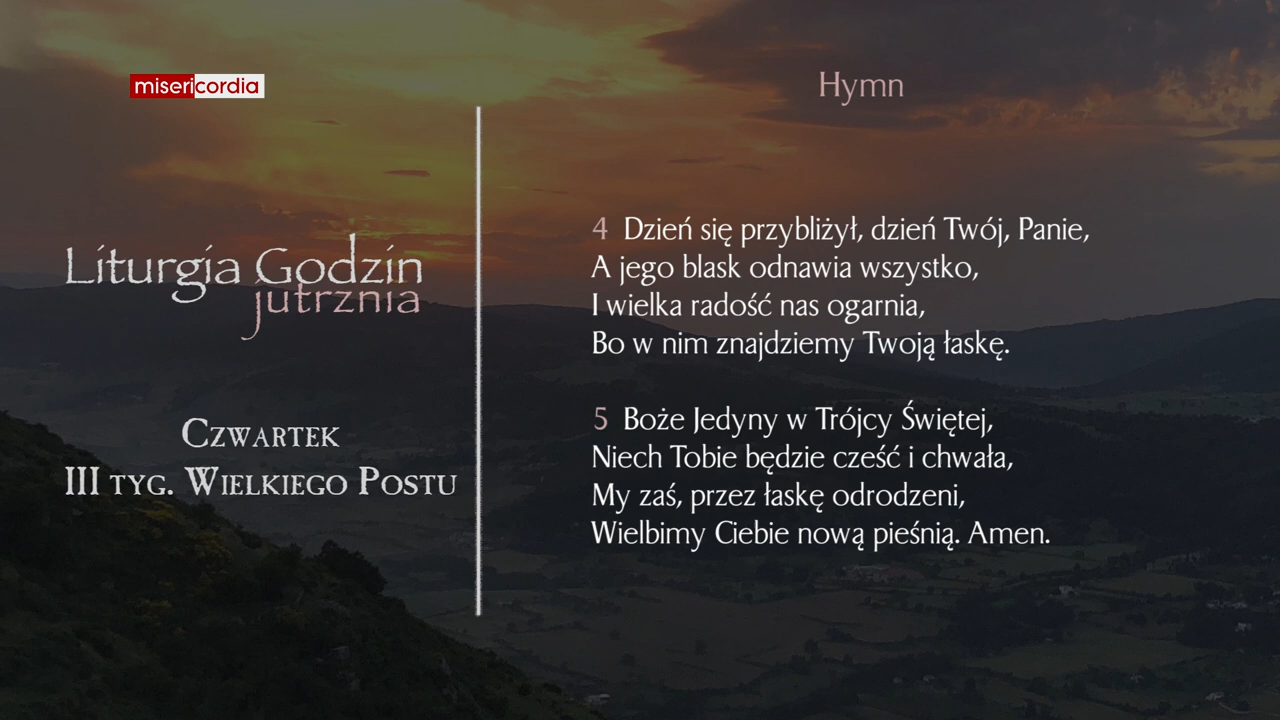 misericordia
Liturgia Godzin
jutrznia
Czwartek
III tyg. Wielkiego Postu
Hymn
4 Dzień się przybliżył, dzień Twój, Panie,
A jego blask odnawia wszystko,
I wielka radość nas ogarnia,
Bo w nim znajdziemy Twoją łaskę.
5 Boże Jedyny w Trójcy Świętej,
Niech Tobie będzie cześć i chwała,
My zaś, przez łaskę odrodzeni,
Wielbimy Ciebie nową pieśnią. Amen.